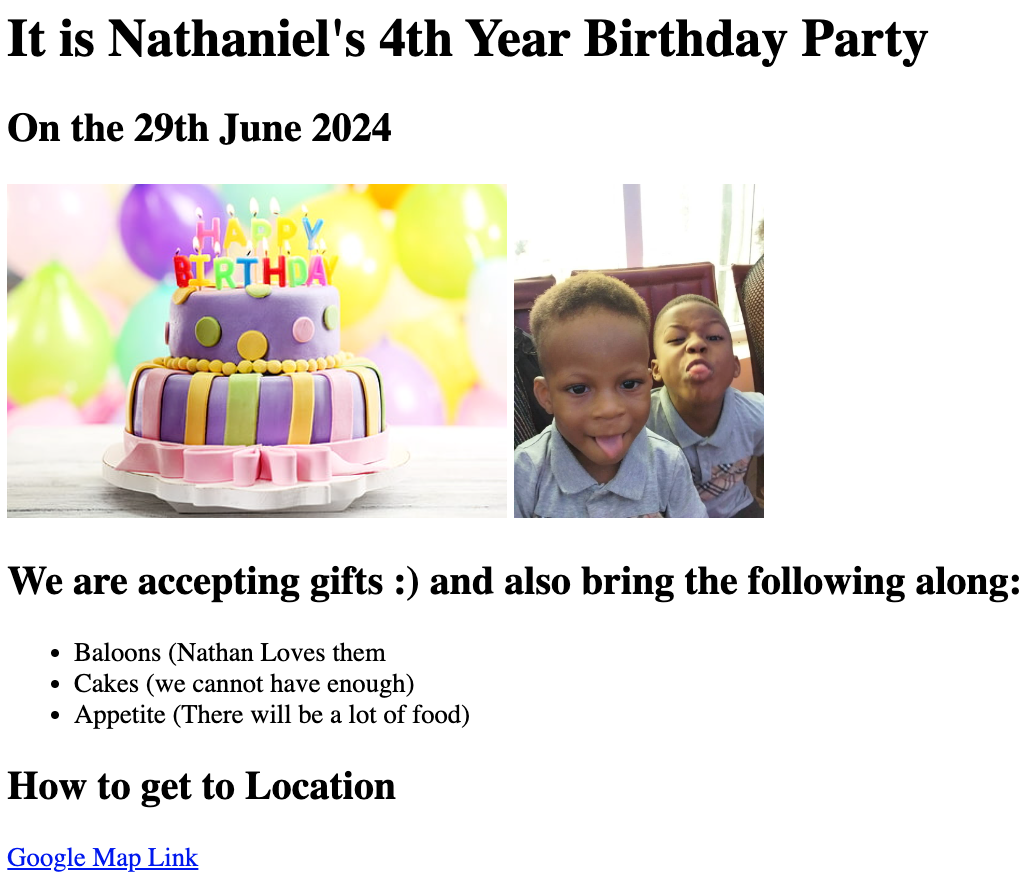 It is Nathaniel's 4th Year Birthday Party
On the 29th June 2024
HAPPY
BIRTHDAY
We are accepting gifts :) and also bring the following along:
Baloons (Nathan Loves them
Cakes (we cannot have enough)
Appetite (There will be a lot of food)
How to get to Location
Google Map Link